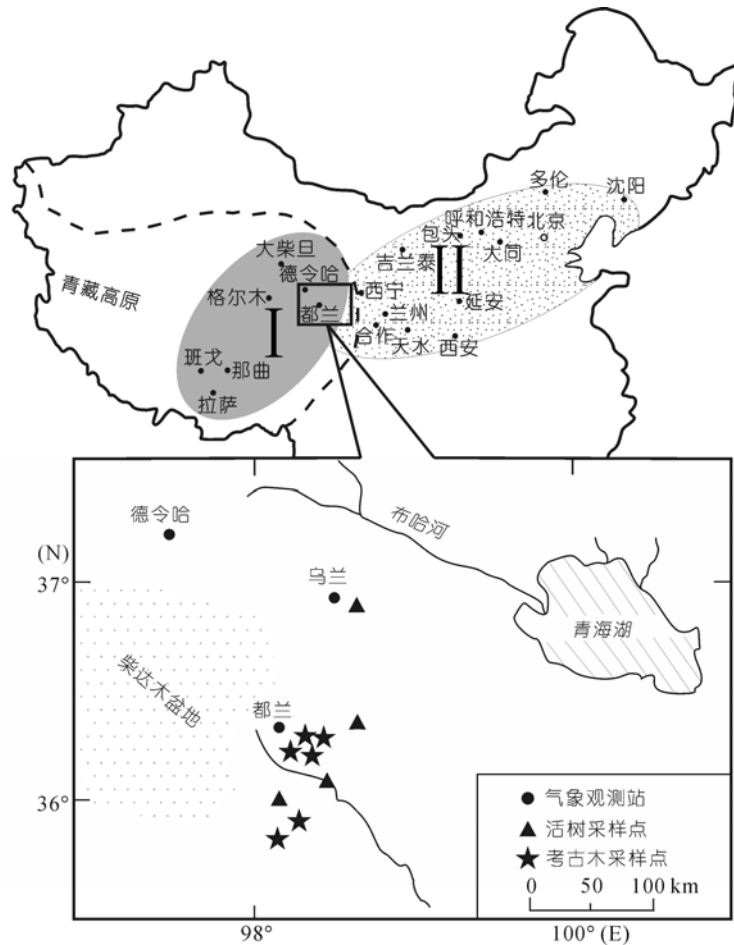 多伦
沈阳
呼和浩特
北京
包头
大同
吉兰泰
II
大柴旦
德令哈
西宁
青藏高原
格尔木
延安
都兰
兰州
I
合作
天水
西安
班戈
那曲
拉萨
德令哈
布哈河
(N)
37°
乌兰
青海湖
柴达木盆地
都兰
36°
气象观测站
活树采样点
考古木采样点
0 50 100 km
98°
100° (E)